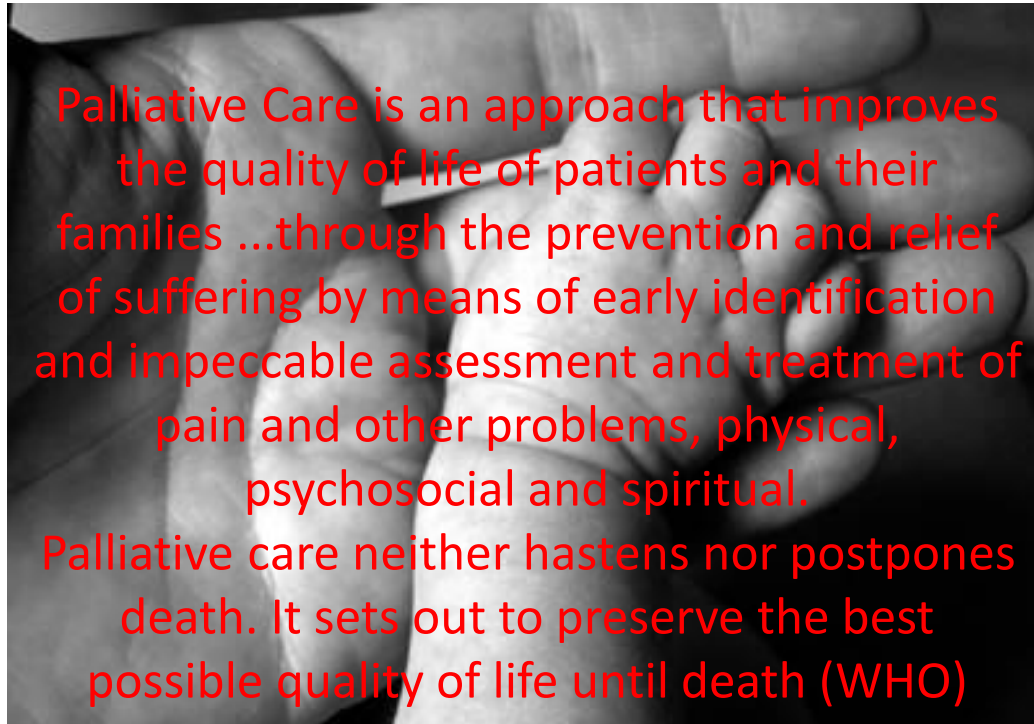 Palliative Care is an approach that improves
the quality of life of patients and their
families ...through the prevention and relief
of suffering by means of early identification
and impeccable assessment and treatment of
pain and other problems, physical,
psychosocial and spiritual.
Palliative care neither hastens nor postpones
death. It sets out to preserve the best
possible quality of life until death (WHO)